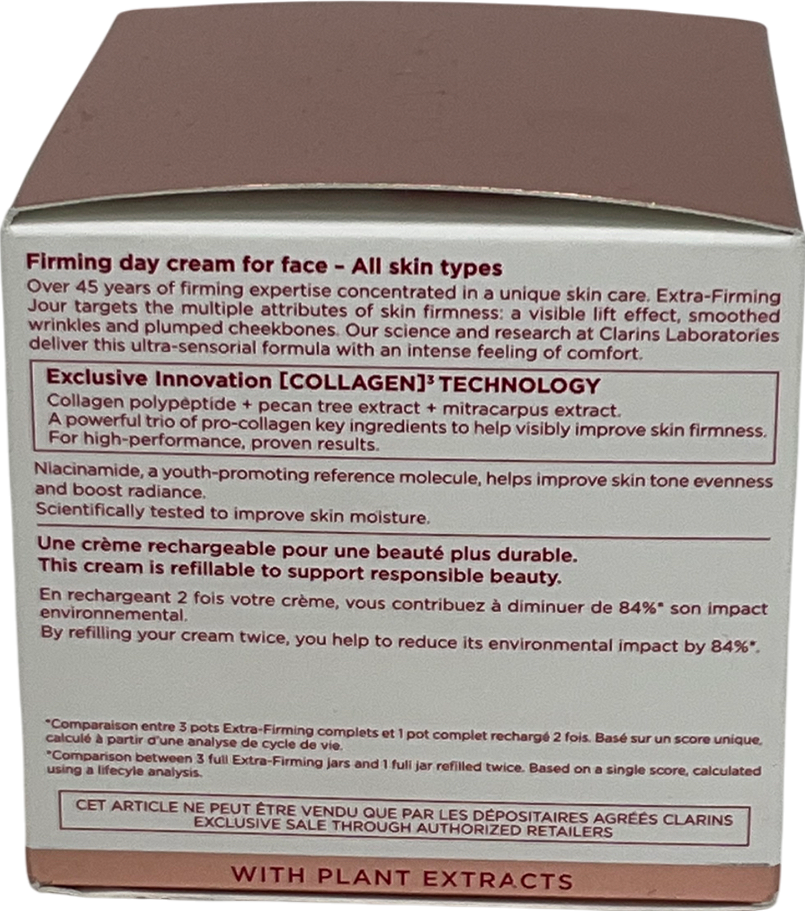 Firming day cream for face – All skin types
Over 45 years of firming expertise concentrated in a unique skin care. Extra-Firming
Jour targets the multiple attributes of skin firmness: a visible lift effect, smoothed
wrinkles and plumped cheekbones. Our science and research at Clarins Laboratories
deliver this ultra-sensorial formula with an intense feeling of comfort.
Exclusive Innovation [COLLAGEN]³ TECHNOLOGY
Collagen polypeptide + pecan tree extract + mitracarpus extract.
A powerful trio of pro-collagen key ingredients to help visibly improve skin firmness.
For high-performance, proven results.
Niacinamide, a youth-promoting reference molecule, helps improve skin tone evenness
and boost radiance.
Scientifically tested to improve skin moisture.
Une crème rechargeable pour une beauté plus durable.
This cream is refillable to support responsible beauty.
En rechargeant 2 fois votre crème, vous contribuez à diminuer de 84%* son impact
environnemental.
By refilling your cream twice, you help to reduce its environmental impact by 84%*.
*Comparaison entre 3 pots Extra-Firming complets et 1 pot complet rechargé 2 fois. Basé sur un score unique,
calculé à partir d'une analyse de cycle de vie.
*Comparison between 3 full Extra-Firming jars and 1 full jar refilled twice. Based on a single score, calculated
using a lifecyle analysis.
CET ARTICLE NE PEUT ÊTRE VENDU QUE PAR LES DÉPOSITAIRES AGRÉÉS CLARINS
EXCLUSIVE SALE THROUGH AUTHORIZED RETAILERS
WITH PLANT EXTRACTS